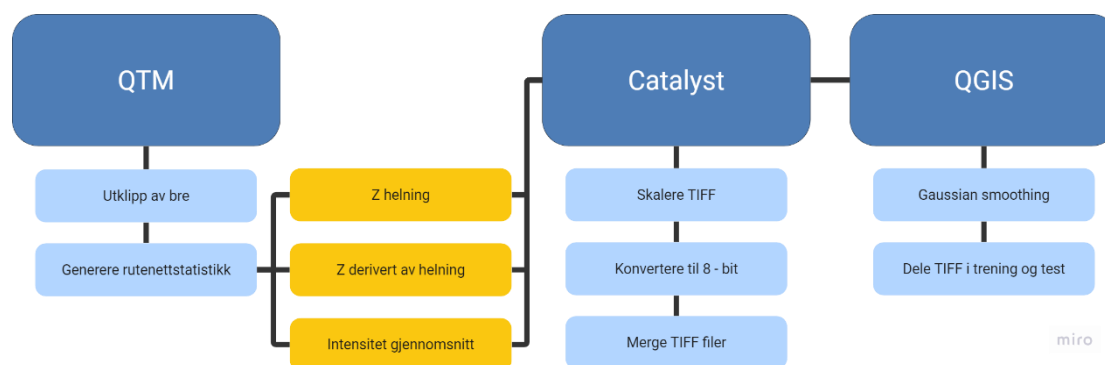 QTM
Utklipp av bre
Generere rutenettstatistikk
Z helning
Z derivert av helning
Intensitet gjennomsnitt
Catalyst
Skalere TIFF
Konvertere til 8 - bit
Merge TIFF filer
QGIS
Gaussian smoothing
Dele TIFF i trening og test
miro